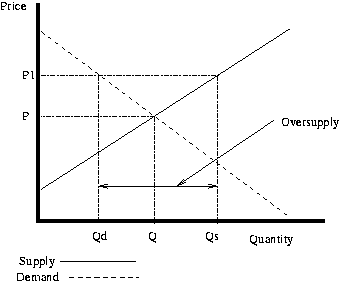 Price
P1
P
Oversupply
Qd Q Qs Quantity
Supply
Demand